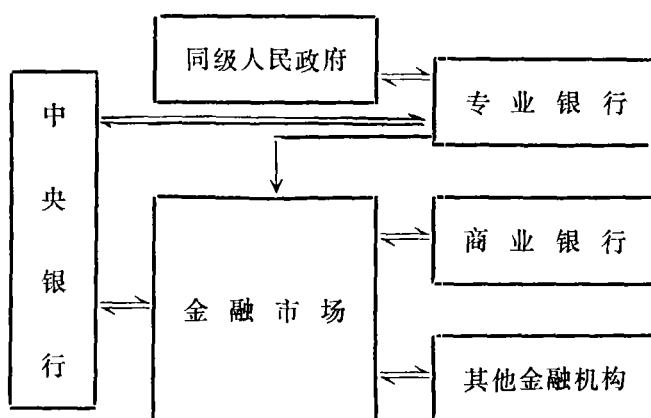 同级人民政府
中央银行
专业银行
金融市场
商业银行
其他金融机构